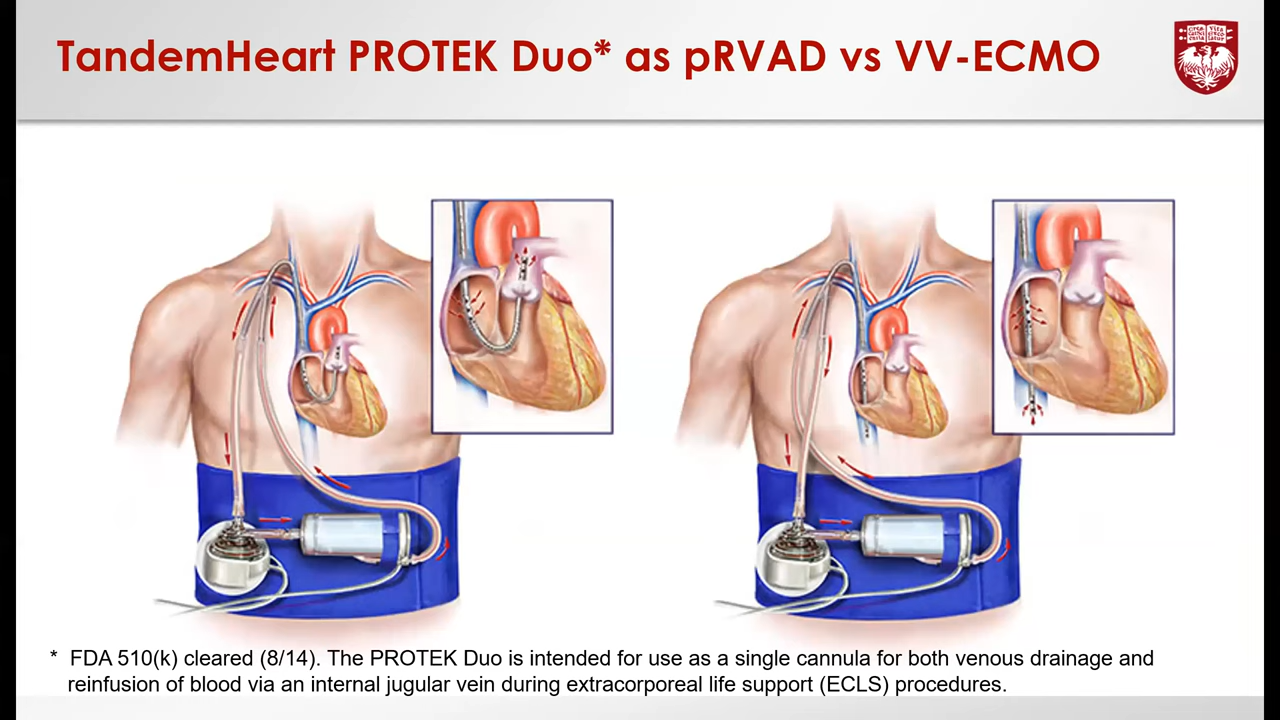 TandemHeart PROTEK Duo* as pRVAD vs VV-ECMO
* FDA 510(k) cleared (8/14). The PROTEK Duo is intended for use as a single cannula for both venous drainage and
reinfusion of blood via an internal jugular vein during extracorporeal life support (ECLS) procedures.